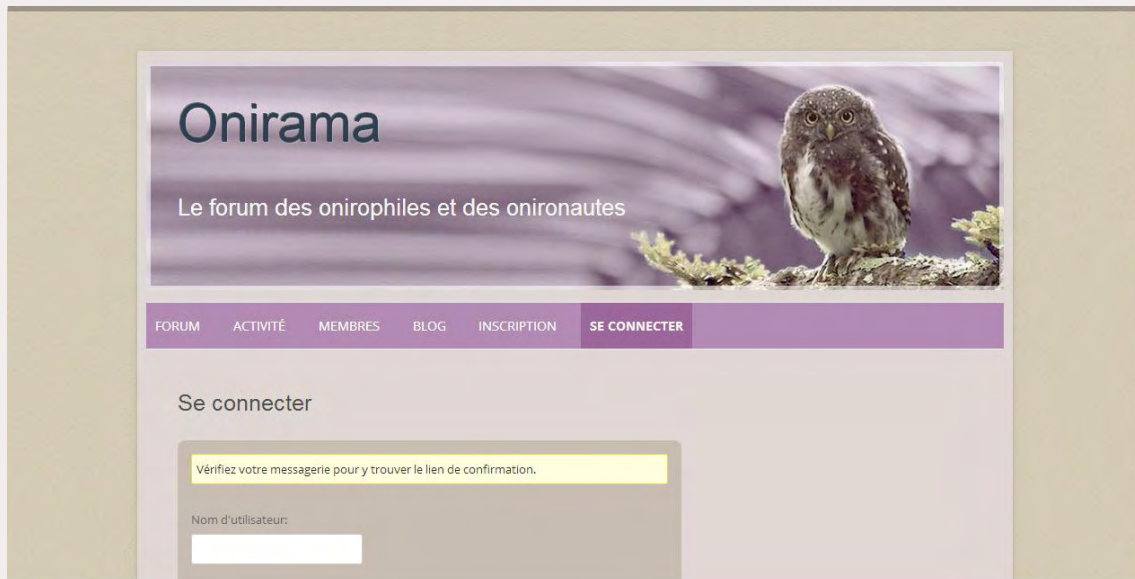 Onirama
Le forum des onirophiles et des onironautes
FORUM ACTIVITÉ MEMBRES BLOG INSCRIPTION SE CONNECTER
Se connecter
Vérifiez votre messagerie pour y trouver le lien de confirmation.
Nom d'utilisateur: